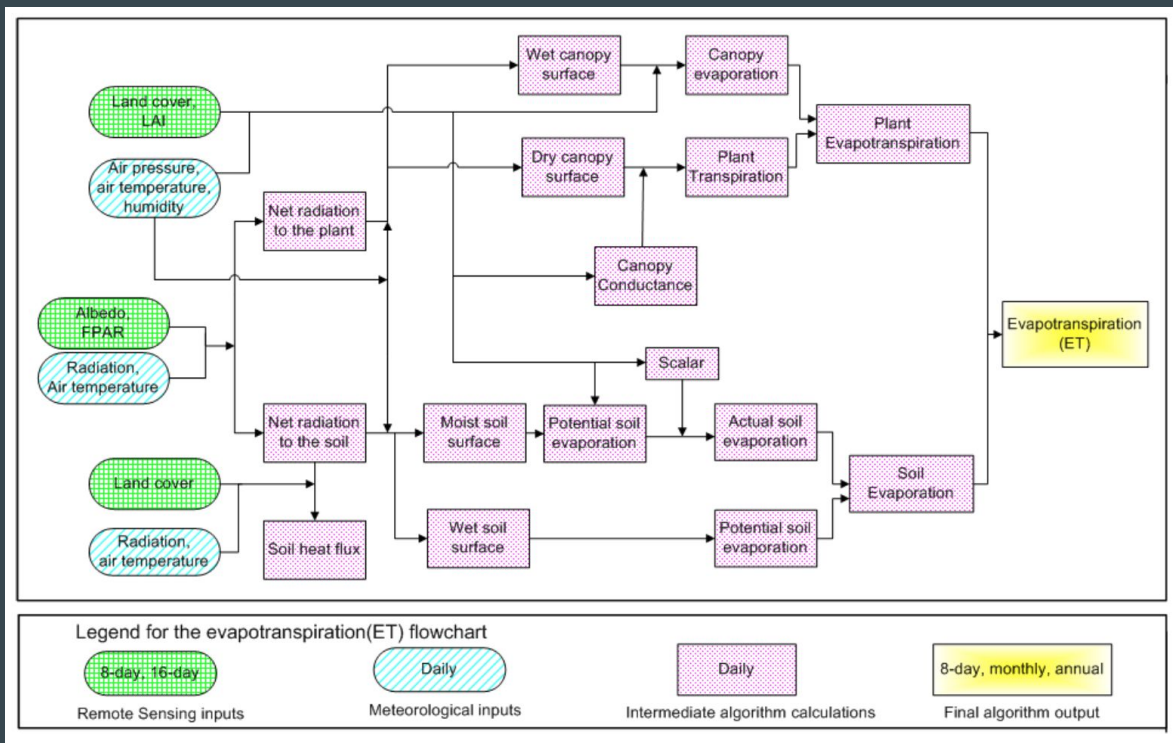 Wet canopy
surface
Canopy
evaporation
Land cover,
LAI
Plant
Evapotranspiration
Air pressure,
air temperature,
humidity
Dry canopy
surface
Plant
Transpiration
Net radiation
to the plant
Canopy
Conductance
Albedo,
FPAR
Radiation,
Air temperature
Evapotranspiration
(ET)
Scalar
Net radiation
to the soil
Moist soil
surface
Potential soil
evaporation
Actual soil
evaporation
Land cover
Soil
Evaporation
Radiation,
air temperature
Soil heat flux
Wet soil
surface
Potential soil
evaporation
Legend for the evapotranspiration(ET) flowchart
8-day, 16-day
Daily
Daily
8-day, monthly, annual
Remote Sensing inputs
Meteorological inputs
Intermediate algorithm calculations
Final algorithm output